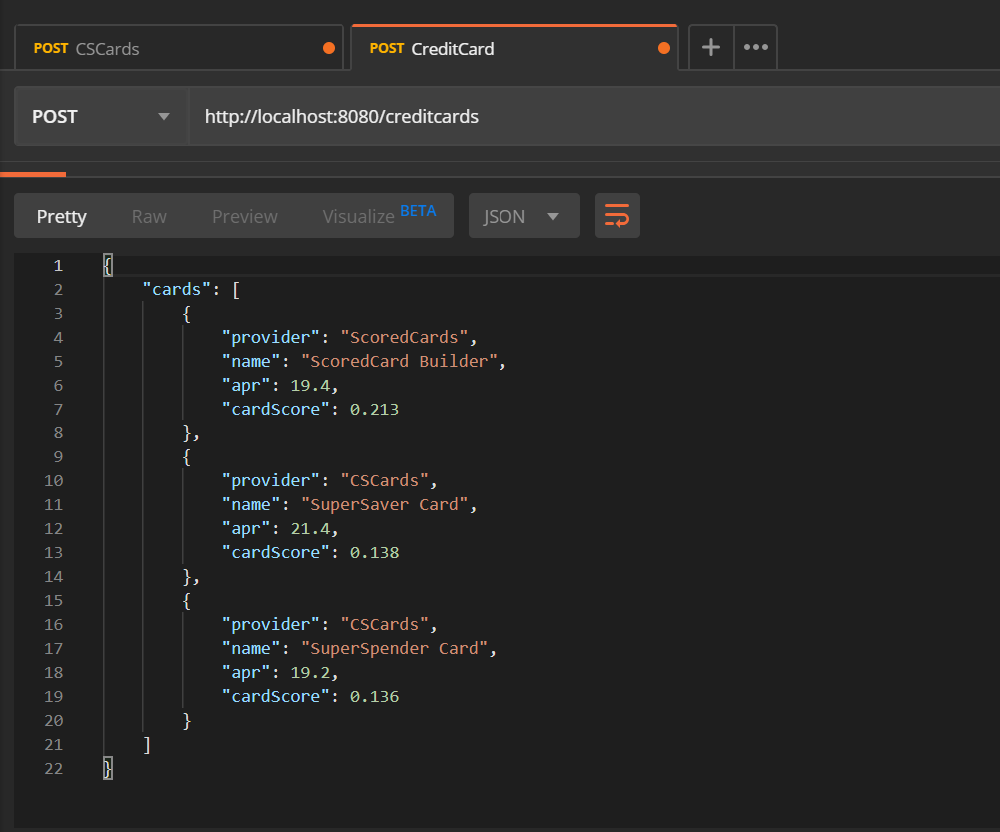 POST CSCards
POST CreditCard
POST http://localhost:8080/creditcards
Pretty Raw Preview Visualize BETA JSON
1 {
2 "cards": [
3 {
4 "provider": "ScoredCards",
5 "name": "ScoredCard Builder",
6 "apr": 19.4,
7 "cardScore": 0.213
8 },
9 {
10 "provider": "CSCards",
11 "name": "SuperSaver Card",
12 "apr": 21.4,
13 "cardScore": 0.138
14 },
15 {
16 "provider": "CSCards",
17 "name": "SuperSpender Card",
18 "apr": 19.2,
19 "cardScore": 0.136
20 }
21 ]
22 }